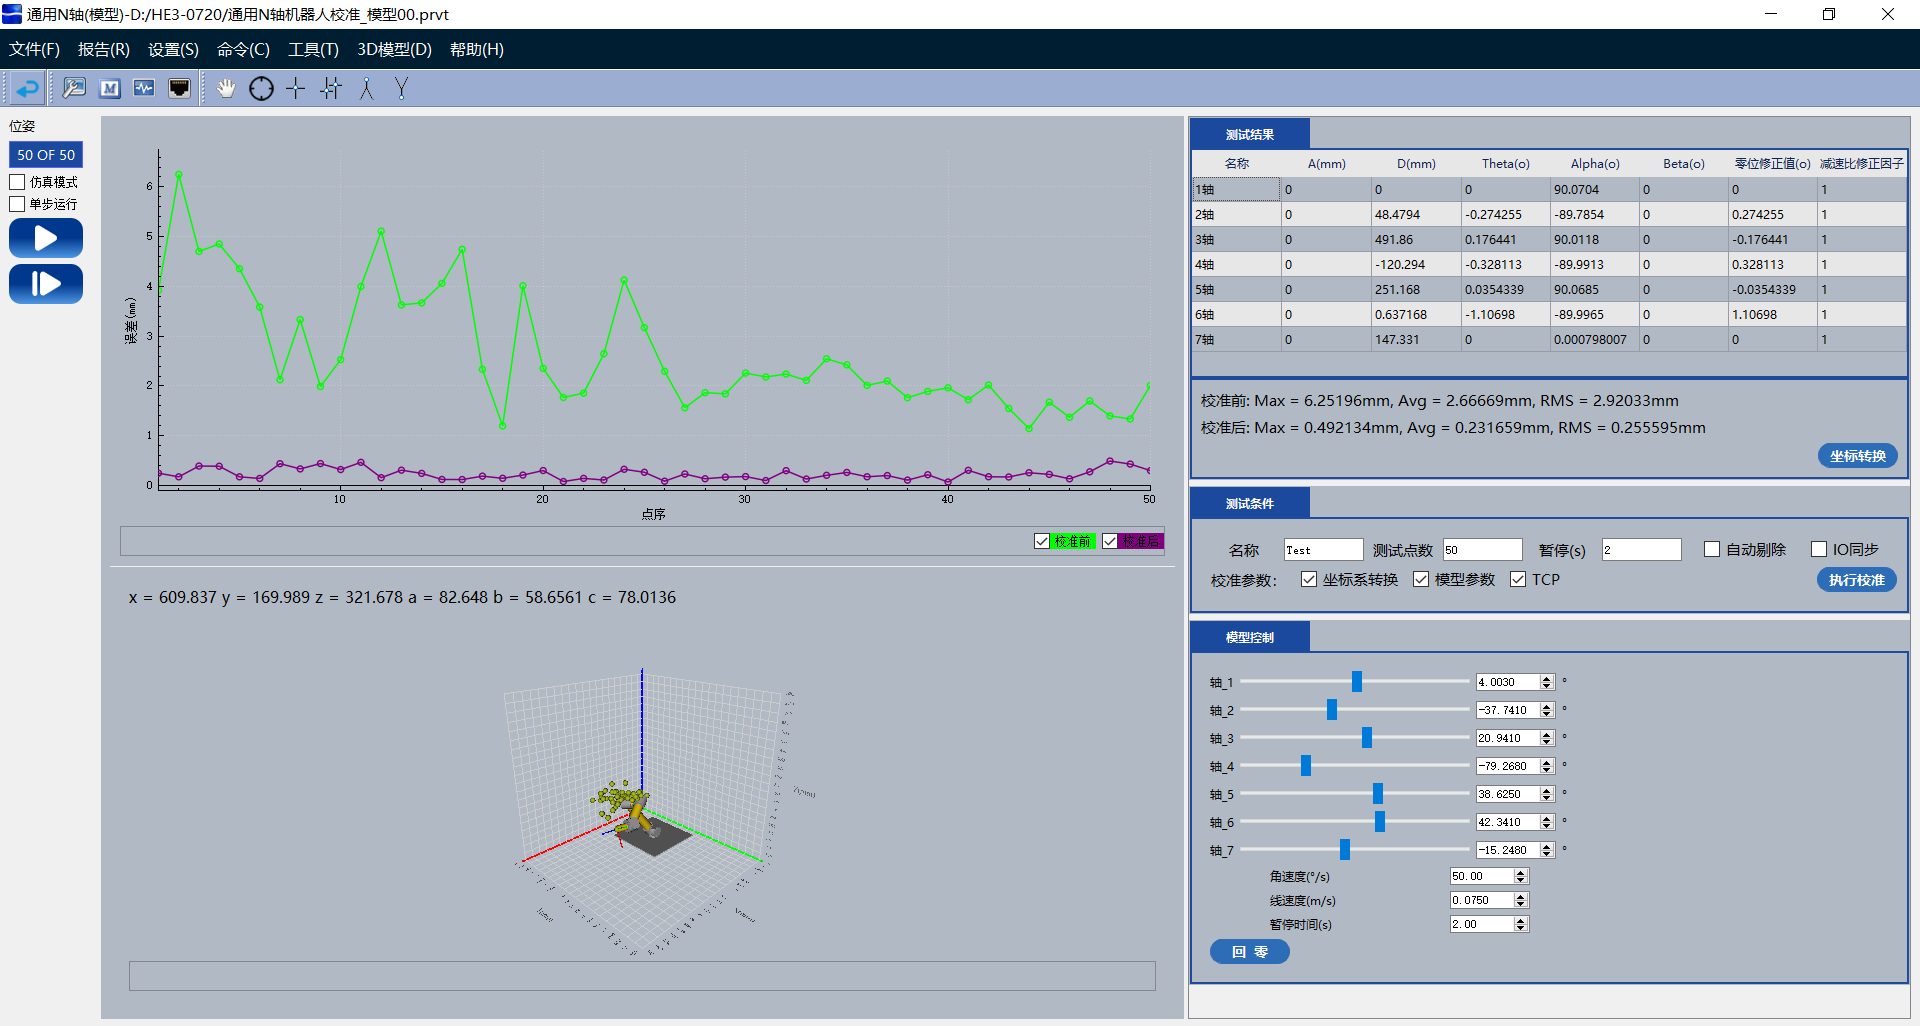 通用N轴(模型)-D:/HE3-0720/通用N轴机器人校准_模型00.prvt
文件(F) 报告(R) 设置(S) 命令(C) 工具(T) 3D模型(D) 帮助(H)
M
位姿
50 OF 50
仿真模式
单步运行
误差(mm)
6
5
4
3
2
1
0
10 20 30 40 50
点序
校准前 校准后
x = 609.837 y = 169.989 z = 321.678 a = 82.648 b = 58.6561 c = 78.0136
测试结果
名称 A(mm) D(mm) Theta(o) Alpha(o) Beta(o) 零位修正值(o) 减速比修正因子
1轴 0 0 0 90.0704 0 0 1
2轴 0 48.4794 -0.274255 -89.7854 0 0.274255 1
3轴 0 491.86 0.176441 90.0118 0 -0.176441 1
4轴 0 -120.294 -0.328113 -89.9913 0 0.328113 1
5轴 0 251.168 0.0354339 90.0685 0 -0.0354339 1
6轴 0 0.637168 -1.10698 -89.9965 0 1.10698 1
7轴 0 147.331 0 0.000798007 0 0 1
校准前: Max = 6.25196mm, Avg = 2.66669mm, RMS = 2.92033mm
校准后: Max = 0.492134mm, Avg = 0.231659mm, RMS = 0.255595mm
坐标转换
测试条件
名称 Test 测试点数 50 暂停(s) 2 自动剔除 IO同步
校准参数: 坐标系转换 模型参数 TCP 执行校准
模型控制
轴_1 4.0030 °
轴_2 -37.7410 °
轴_3 20.9410 °
轴_4 -79.2680 °
轴_5 38.6250 °
轴_6 42.3410 °
轴_7 -15.2480 °
角速度(°/s) 50.00
线速度(m/s) 0.0750
暂停时间(s) 2.00
回 零